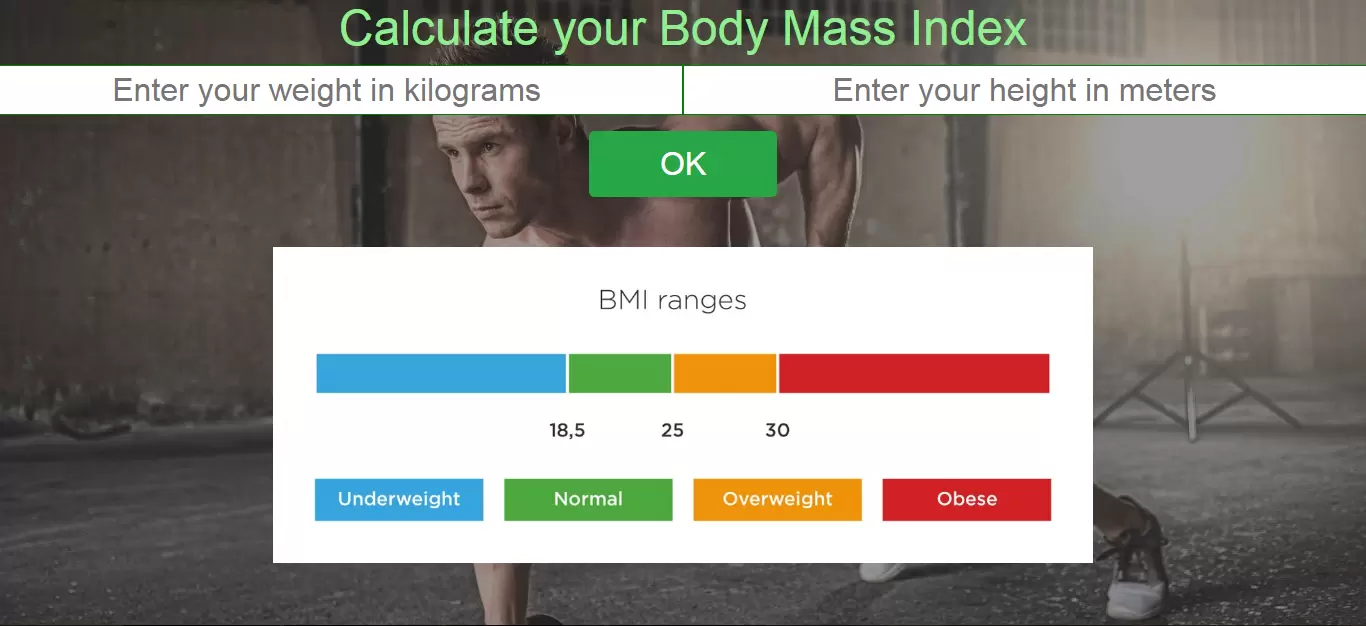 Calculate your Body Mass Index
Enter your weight in kilograms
Enter your height in meters
OK
BMI ranges
18,5 25 30
Underweight Normal Overweight Obese